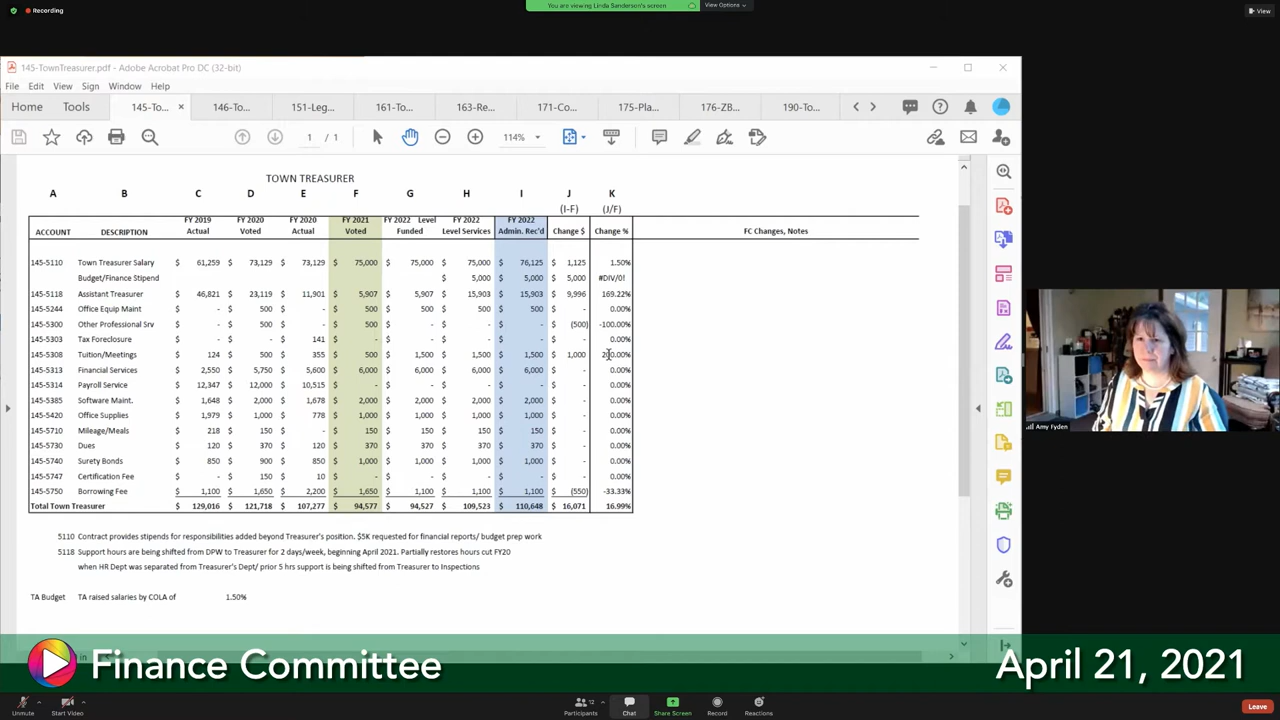 Recording
You are viewing Linda Sanderson's screen
View Options
View
145-TownTreasurer.pdf - Adobe Acrobat Pro DC (32-bit)
File Edit View Sign Window Help
Home Tools 145-To... × 146-To... 151-Leg... 161-To... 163-Re... 171-Co... 175-Pla... 176-ZB... 190-To...
1 / 1 114%
TOWN TREASURER
A B C D E F G H I J K
(I-F) (J/F)
FY 2019 FY 2020 FY 2020 FY 2021 FY 2022 Level FY 2022 FY 2022
ACCOUNT DESCRIPTION Actual Voted Actual Voted Funded Level Services Admin. Rec'd Change $ Change % FC Changes, Notes
145-5110 Town Treasurer Salary $ 61,259 $ 73,129 $ 73,129 $ 75,000 $ 75,000 $ 75,000 $ 76,125 $ 1,125 1.50%
Budget/Finance Stipend $ 5,000 $ 5,000 $ 5,000 #DIV/0!
145-5118 Assistant Treasurer $ 46,821 $ 23,119 $ 11,901 $ 5,907 $ 5,907 $ 15,903 $ 15,903 $ 9,996 169.22%
145-5244 Office Equip Maint $ - $ 500 $ - $ 500 $ 500 $ 500 $ 500 $ - 0.00%
145-5300 Other Professional Srv $ - $ 500 $ - $ 500 $ - $ - $ - $ (500) -100.00%
145-5303 Tax Foreclosure $ - $ - $ 141 $ - $ - $ - $ - $ - 0.00%
145-5308 Tuition/Meetings $ 124 $ 500 $ 355 $ 500 $ 1,500 $ 1,500 $ 1,500 $ 1,000 200.00%
145-5313 Financial Services $ 2,550 $ 5,750 $ 5,600 $ 6,000 $ 6,000 $ 6,000 $ 6,000 $ - 0.00%
145-5314 Payroll Service $ 12,347 $ 12,000 $ 10,515 $ - $ - $ - $ - $ - 0.00%
145-5385 Software Maint. $ 1,648 $ 2,000 $ 1,678 $ 2,000 $ 2,000 $ 2,000 $ 2,000 $ - 0.00%
145-5420 Office Supplies $ 1,979 $ 1,000 $ 778 $ 1,000 $ 1,000 $ 1,000 $ 1,000 $ - 0.00%
145-5710 Mileage/Meals $ 218 $ 150 $ - $ 150 $ 150 $ 150 $ 150 $ - 0.00%
145-5730 Dues $ 120 $ 370 $ 120 $ 370 $ 370 $ 370 $ 370 $ - 0.00%
145-5740 Surety Bonds $ 850 $ 900 $ 850 $ 1,000 $ 1,000 $ 1,000 $ 1,000 $ - 0.00%
145-5747 Certification Fee $ - $ 150 $ 10 $ - $ - $ - $ - $ - 0.00%
145-5750 Borrowing Fee $ 1,100 $ 1,650 $ 2,200 $ 1,650 $ 1,100 $ 1,100 $ 1,100 $ (550) -33.33%
Total Town Treasurer $ 129,016 $ 121,718 $ 107,277 $ 94,577 $ 94,527 $ 109,523 $ 110,648 $ 16,071 16.99%
5110 Contract provides stipends for responsibilities added beyond Treasurer's position. $5K requested for financial reports/ budget prep work
5118 Support hours are being shifted from DPW to Treasurer for 2 days/week, beginning April 2021. Partially restores hours cut FY20
when HR Dept was separated from Treasurer's Dept/ prior 5 hrs support is being shifted from Treasurer to Inspections
TA Budget TA raised salaries by COLA of 1.50%
Amy Fyden
Finance Committee
April 21, 2021
Unmute Start Video Participants 12 Chat Share Screen Record Reactions Leave